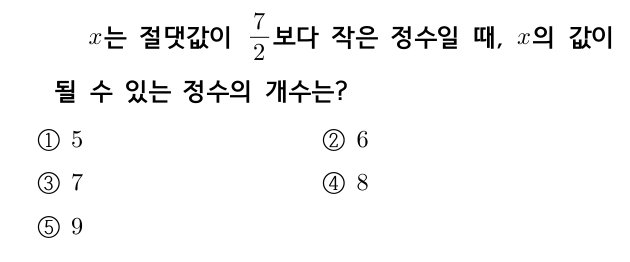 x는 절댓값이 7/2보다 작은 정수일 때, x의 값이
될 수 있는 정수의 개수는?
① 5 ② 6
③ 7 ④ 8
⑤ 9